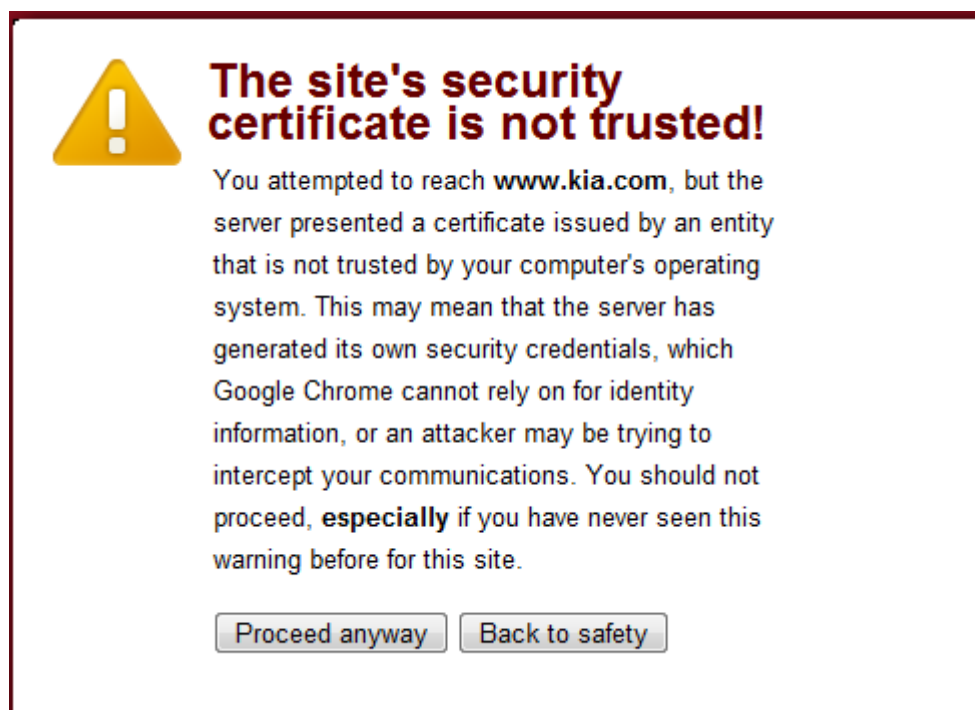 The site's security
certificate is not trusted!
You attempted to reach www.kia.com, but the
server presented a certificate issued by an entity
that is not trusted by your computer's operating
system. This may mean that the server has
generated its own security credentials, which
Google Chrome cannot rely on for identity
information, or an attacker may be trying to
intercept your communications. You should not
proceed, especially if you have never seen this
warning before for this site.
Proceed anyway Back to safety